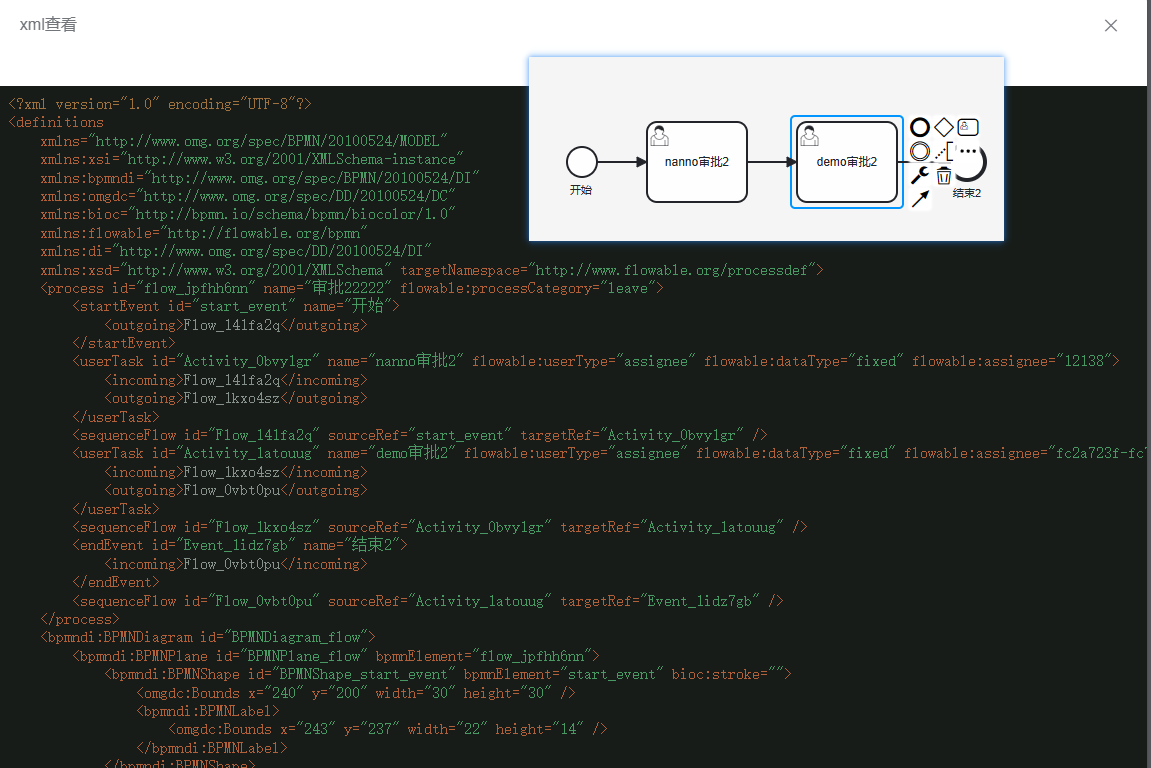 xml查看
开始
nanno审批2
demo审批2
结束2
<?xml version="1.0" encoding="UTF-8"?>
<definitions
xmlns="http://www.omg.org/spec/BPMN/20100524/MODEL"
xmlns:xsi="http://www.w3.org/2001/XMLSchema-instance"
xmlns:bpmndi="http://www.omg.org/spec/BPMN/20100524/DI"
xmlns:omgdc="http://www.omg.org/spec/DD/20100524/DC"
xmlns:bioc="http://bpmn.io/schema/bpmn/biocolor/1.0"
xmlns:flowable="http://flowable.org/bpmn"
xmlns:di="http://www.omg.org/spec/DD/20100524/DI"
xmlns:xsd="http://www.w3.org/2001/XMLSchema" targetNamespace="http://www.flowable.org/processdef">
<process id="flow_jpfhh6nn" name="审批22222" flowable:processCategory="leave">
<startEvent id="start_event" name="开始">
<outgoing>Flow_141fa2q</outgoing>
</startEvent>
<userTask id="Activity_0bvy1gr" name="nanno审批2" flowable:userType="assignee" flowable:dataType="fixed" flowable:assignee="12138">
<incoming>Flow_141fa2q</incoming>
<outgoing>Flow_1kxo4sz</outgoing>
</userTask>
<sequenceFlow id="Flow_141fa2q" sourceRef="start_event" targetRef="Activity_0bvy1gr" />
<userTask id="Activity_1atouug" name="demo审批2" flowable:userType="assignee" flowable:dataType="fixed" flowable:assignee="fc2a723f-fc7
<incoming>Flow_1kxo4sz</incoming>
<outgoing>Flow_0vbt0pu</outgoing>
</userTask>
<sequenceFlow id="Flow_1kxo4sz" sourceRef="Activity_0bvy1gr" targetRef="Activity_1atouug" />
<endEvent id="Event_1idz7gb" name="结束2">
<incoming>Flow_0vbt0pu</incoming>
</endEvent>
<sequenceFlow id="Flow_0vbt0pu" sourceRef="Activity_1atouug" targetRef="Event_1idz7gb" />
</process>
<bpmndi:BPMNDiagram id="BPMNDiagram_flow">
<bpmndi:BPMNPlane id="BPMNPlane_flow" bpmnElement="flow_jpfhh6nn">
<bpmndi:BPMNShape id="BPMNShape_start_event" bpmnElement="start_event" bioc:stroke="">
<omgdc:Bounds x="240" y="200" width="30" height="30" />
<bpmndi:BPMNLabel>
<omgdc:Bounds x="243" y="237" width="22" height="14" />
</bpmndi:BPMNLabel>
</bpmndi:BPMNShape>